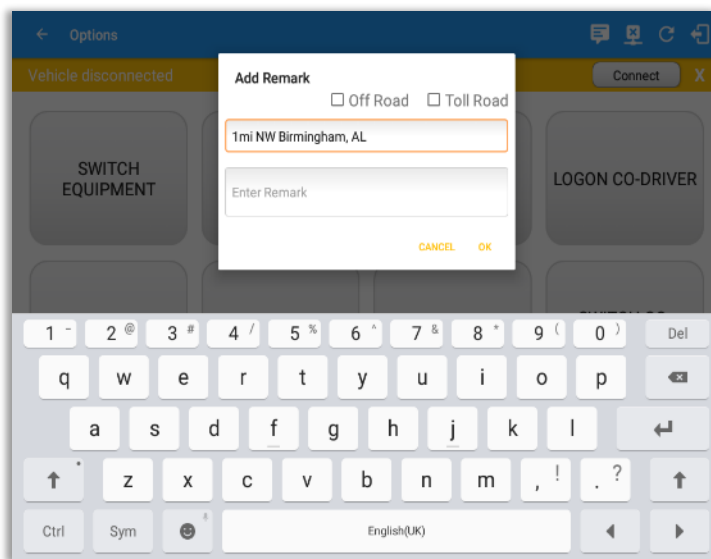 Options
Vehicle disconnected
Connect
X
Add Remark
Off Road
Toll Road
1mi NW Birmingham, AL
Enter Remark
CANCEL
OK
SWITCH
EQUIPMENT
LOGON CO-DRIVER
1 - 2 @ 3 # 4 / 5 % 6 ^ 7 & 8 * 9 ( 0 ) Del
q w e r t y u i o p
a s d f g h j k l
z x c v b n m , ! . ?
Ctrl Sym English(UK)